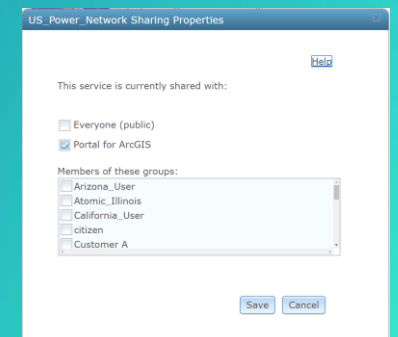 US_Power_Network Sharing Properties
Help
This service is currently shared with:
Everyone (public)
Portal for ArcGIS
Members of these groups:
Arizona_User
Atomic_Illinois
California_User
citizen
Customer A
Save Cancel